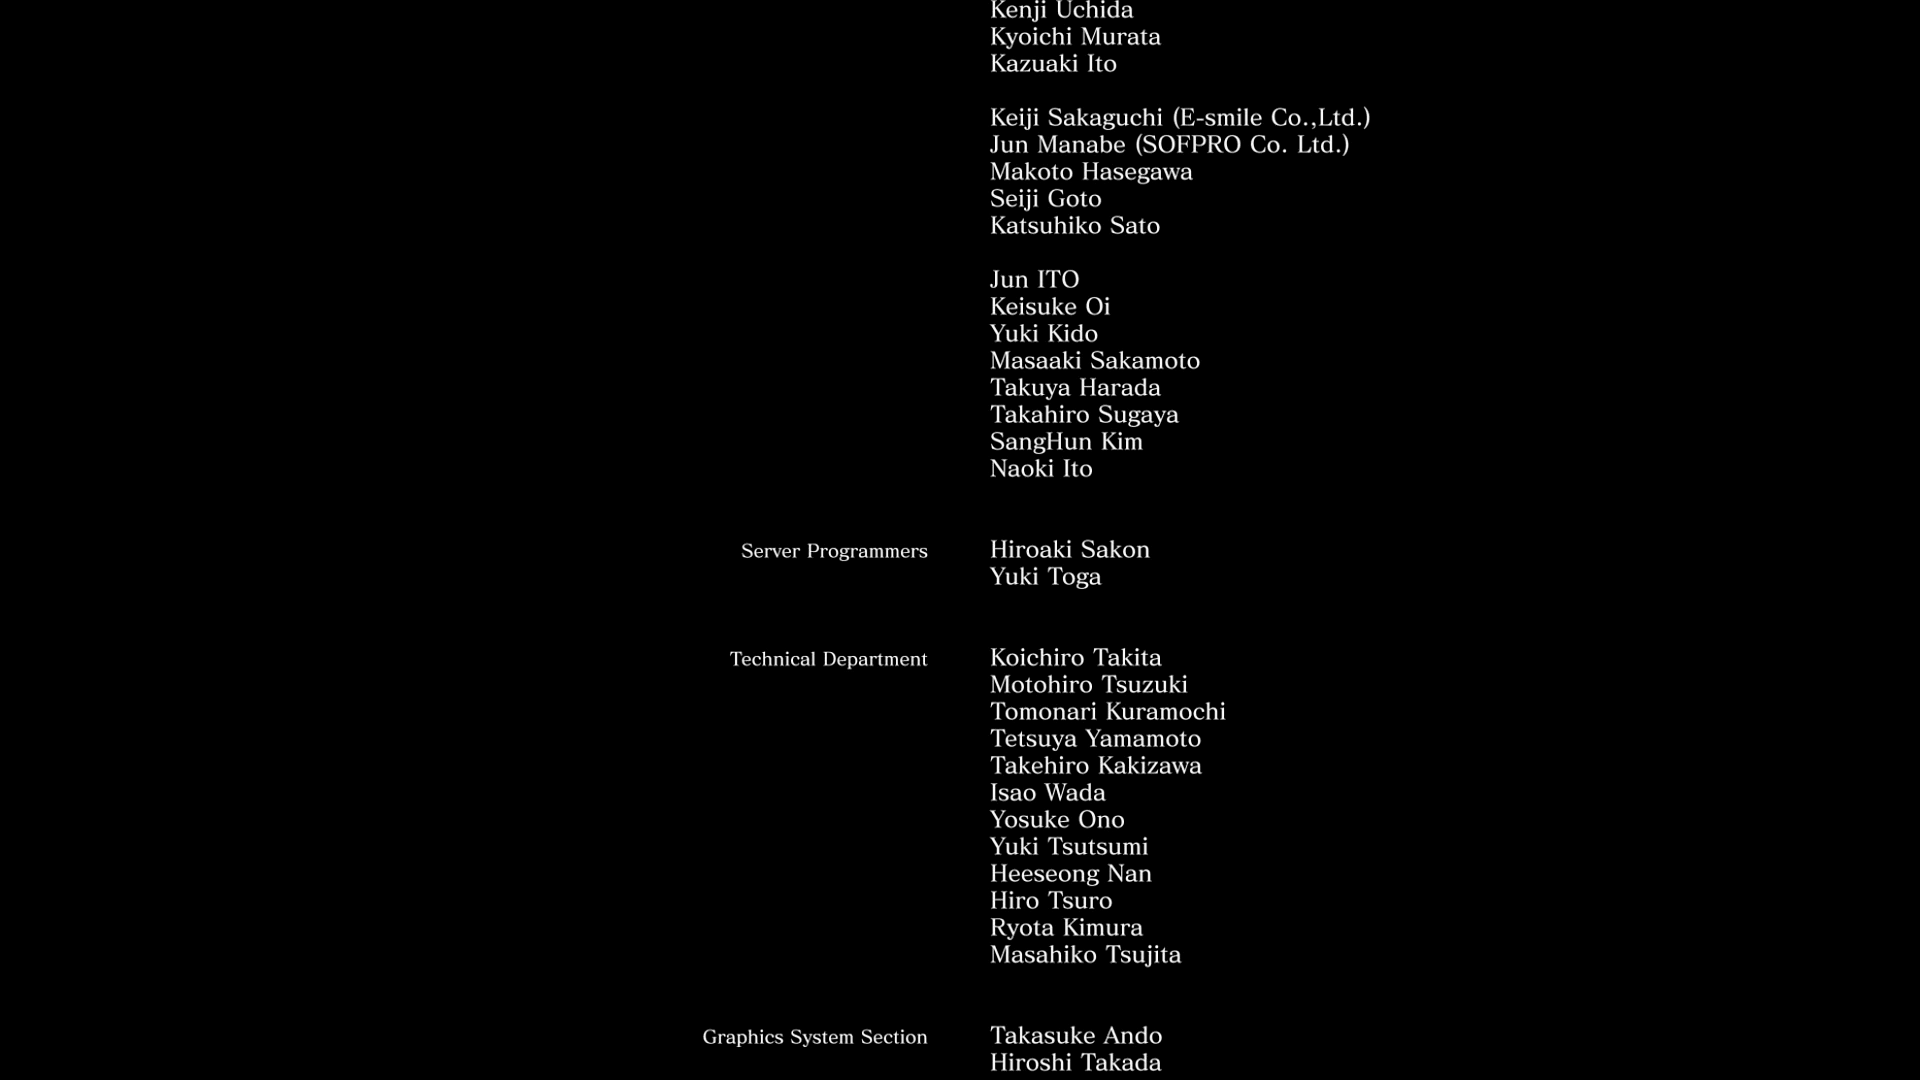 Kenji Uchida
Kyoichi Murata
Kazuaki Ito
Keiji Sakaguchi (E-smile Co.,Ltd.)
Jun Manabe (SOFPRO Co. Ltd.)
Makoto Hasegawa
Seiji Goto
Katsuhiko Sato
Jun ITO
Keisuke Oi
Yuki Kido
Masaaki Sakamoto
Takuya Harada
Takahiro Sugaya
SangHun Kim
Naoki Ito
Server Programmers Hiroaki Sakon
Yuki Toga
Technical Department Koichiro Takita
Motohiro Tsuzuki
Tomonari Kuramochi
Tetsuya Yamamoto
Takehiro Kakizawa
Isao Wada
Yosuke Ono
Yuki Tsutsumi
Heeseong Nan
Hiro Tsuro
Ryota Kimura
Masahiko Tsujita
Graphics System Section Takasuke Ando
Hiroshi Takada